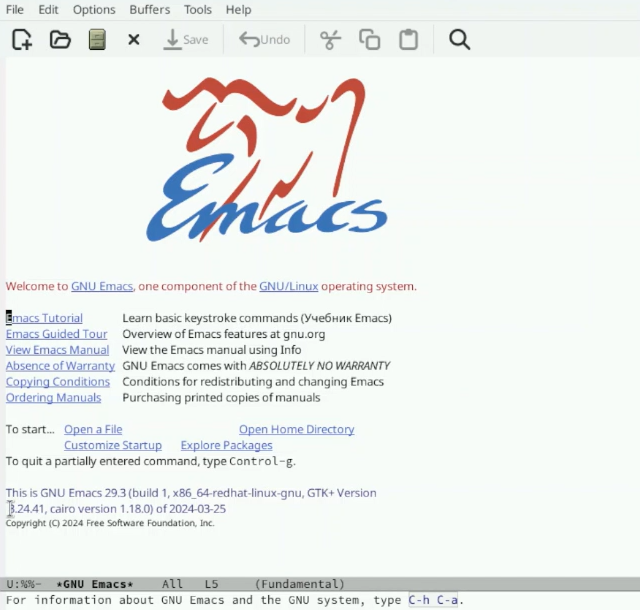 File Edit Options Buffers Tools Help
Save Undo
Emacs
Welcome to GNU Emacs, one component of the GNU/Linux operating system.
Emacs Tutorial Learn basic keystroke commands (Учебник Emacs)
Emacs Guided Tour Overview of Emacs features at gnu.org
View Emacs Manual View the Emacs manual using Info
Absence of Warranty GNU Emacs comes with ABSOLUTELY NO WARRANTY
Copying Conditions Conditions for redistributing and changing Emacs
Ordering Manuals Purchasing printed copies of manuals
To start... Open a File Open Home Directory
Customize Startup Explore Packages
To quit a partially entered command, type Control-g.
This is GNU Emacs 29.3 (build 1, x86_64-redhat-linux-gnu, GTK+ Version
3.24.41, cairo version 1.18.0) of 2024-03-25
Copyright (C) 2024 Free Software Foundation, Inc.
U:%%- *GNU Emacs* All L5 (Fundamental)
For information about GNU Emacs and the GNU system, type C-h C-a.